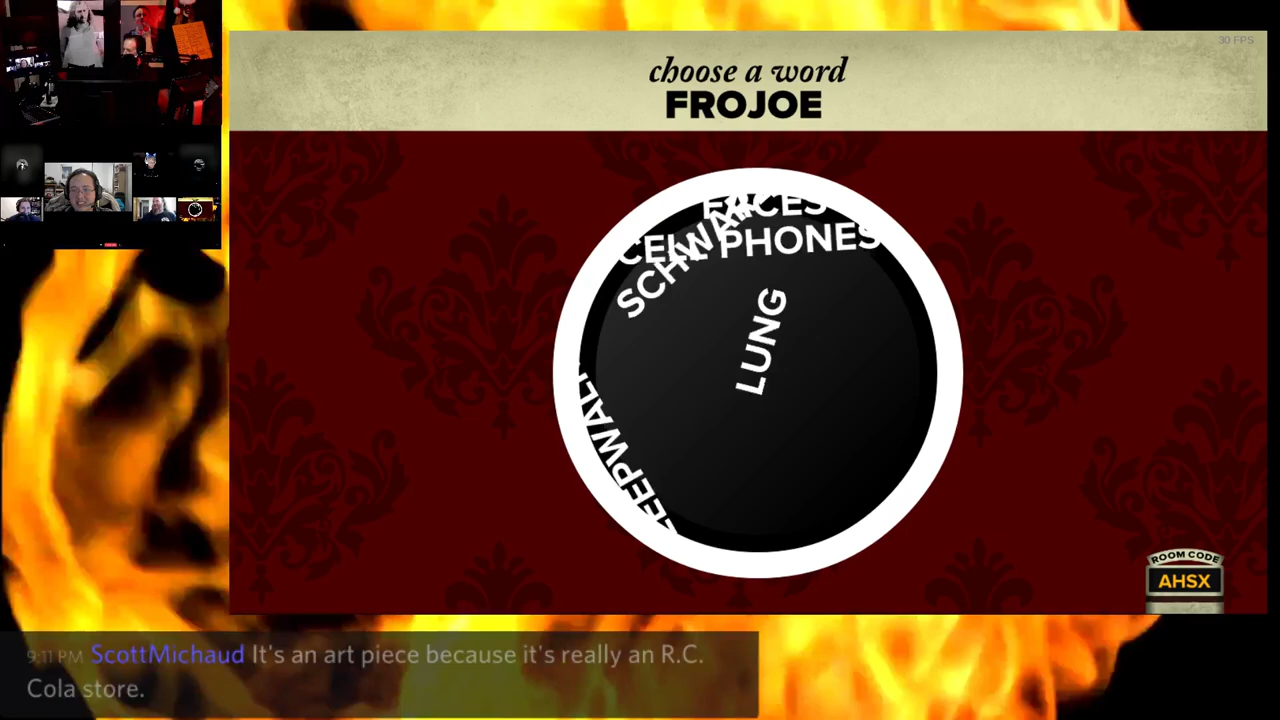 30 FPS
choose a word
FROJOE
FACES
CELL PHONES
LUNG
ROOM CODE
AHSX
9:11 PM ScottMichaud It's an art piece because it's really an R.C.
Cola store.